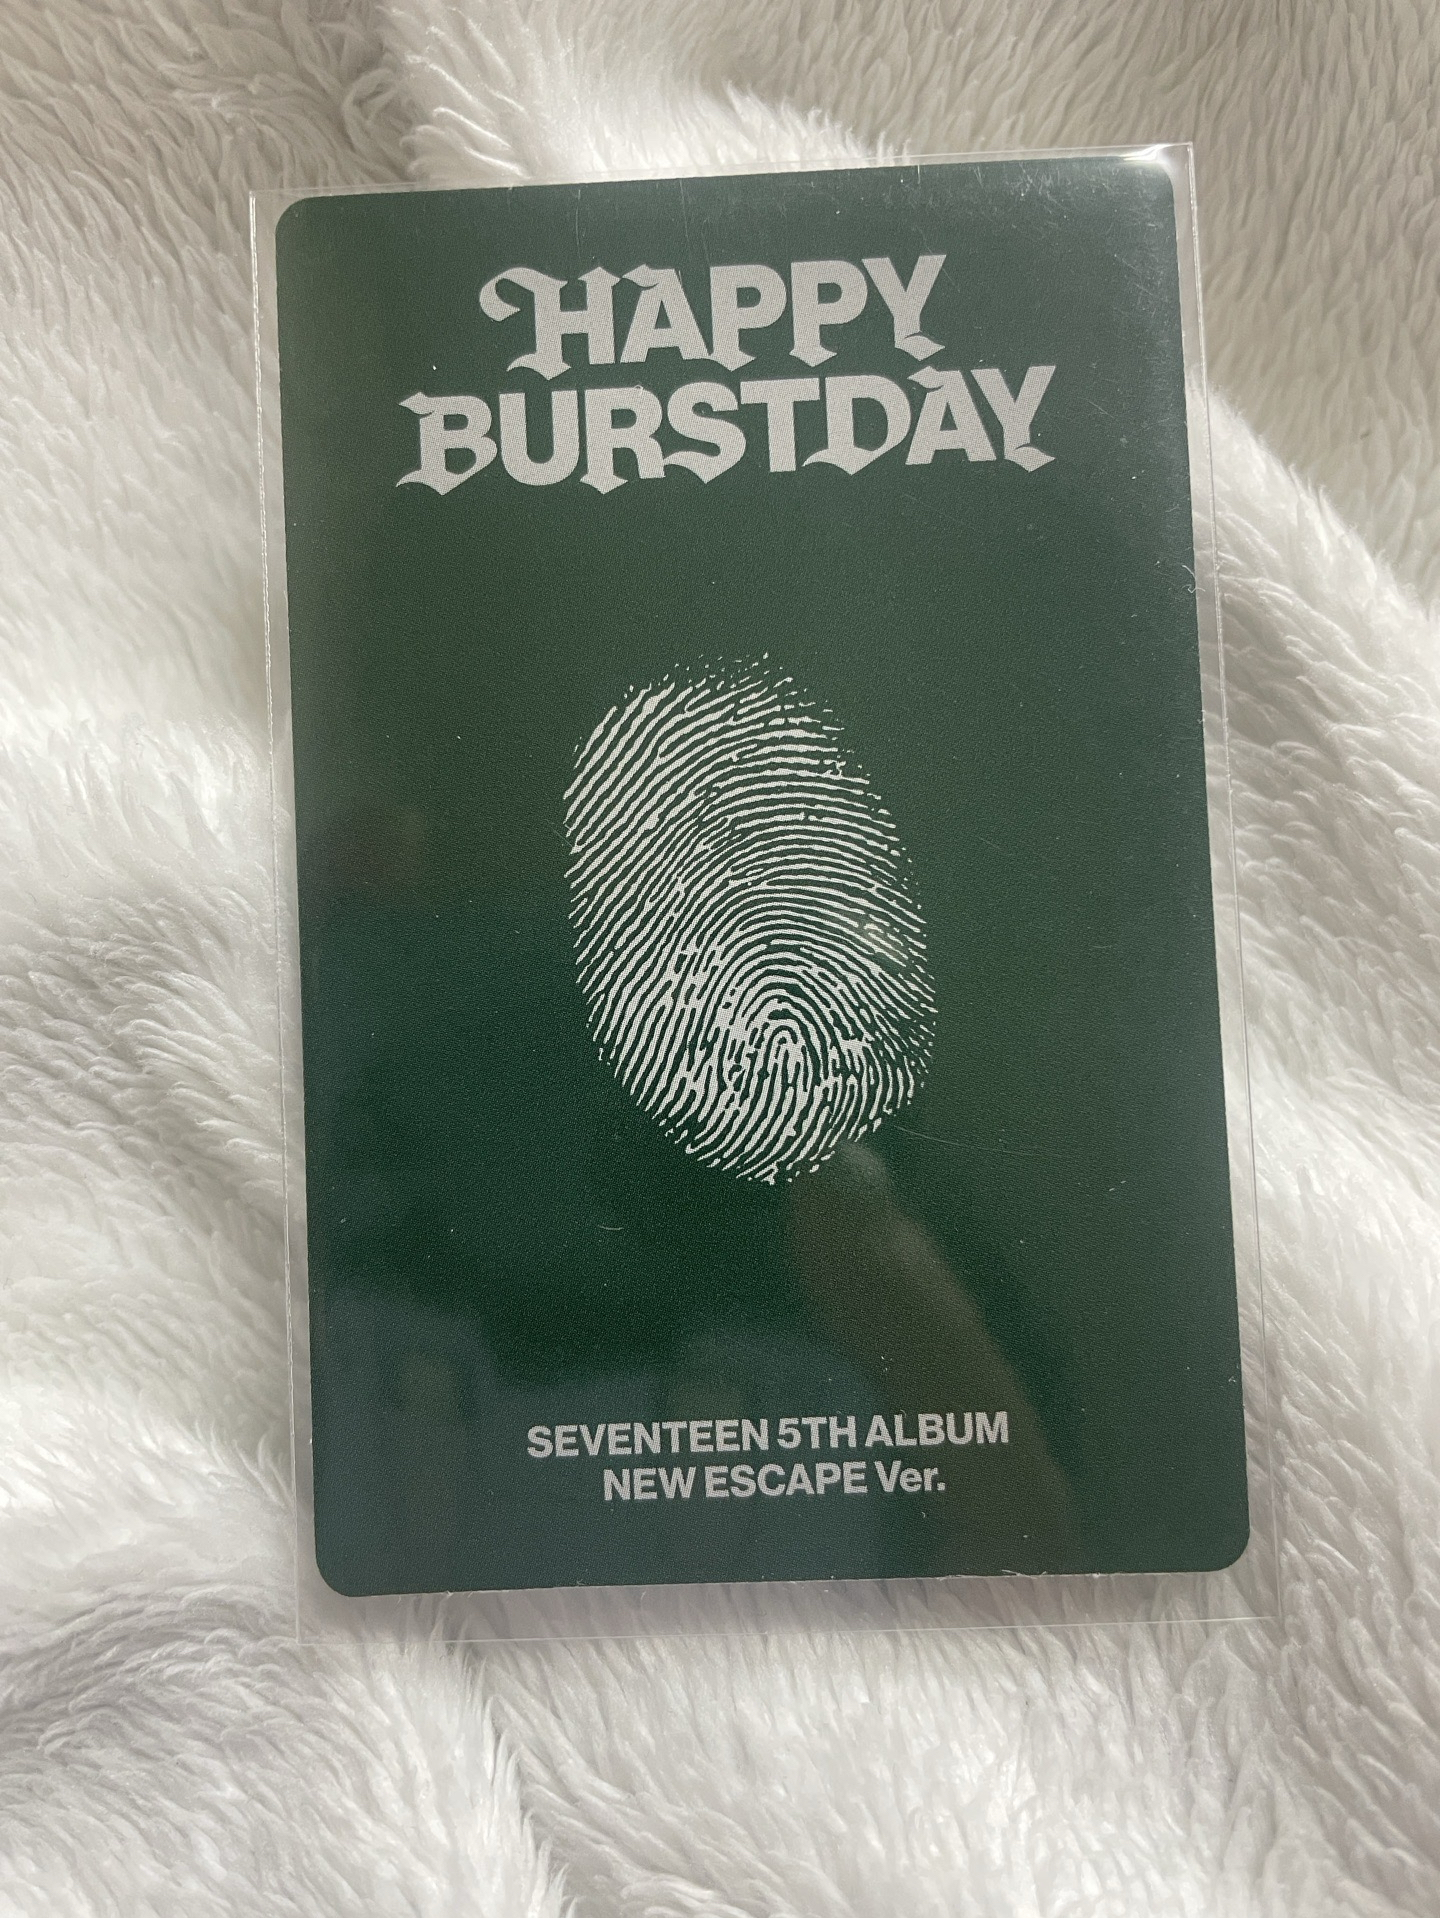 HAPPY
BURSTDAY
SEVENTEEN 5TH ALBUM
NEW ESCAPE Ver.